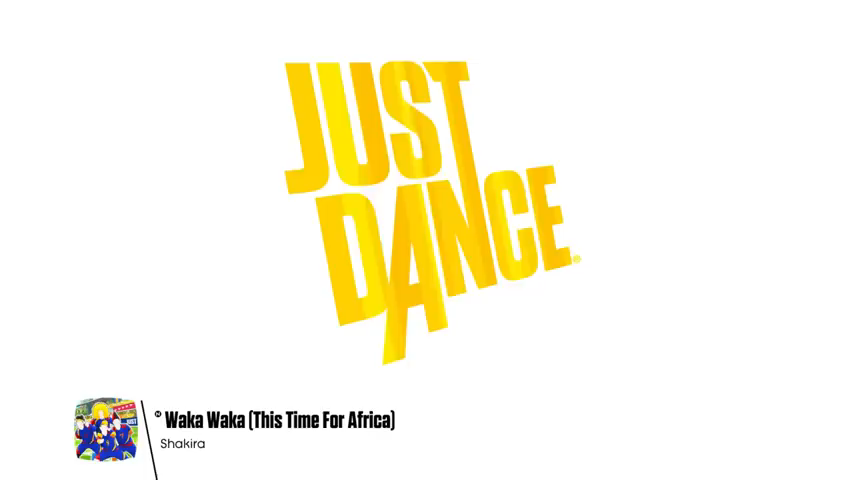 JUST
DANCE
Waka Waka (This Time For Africa)
Shakira